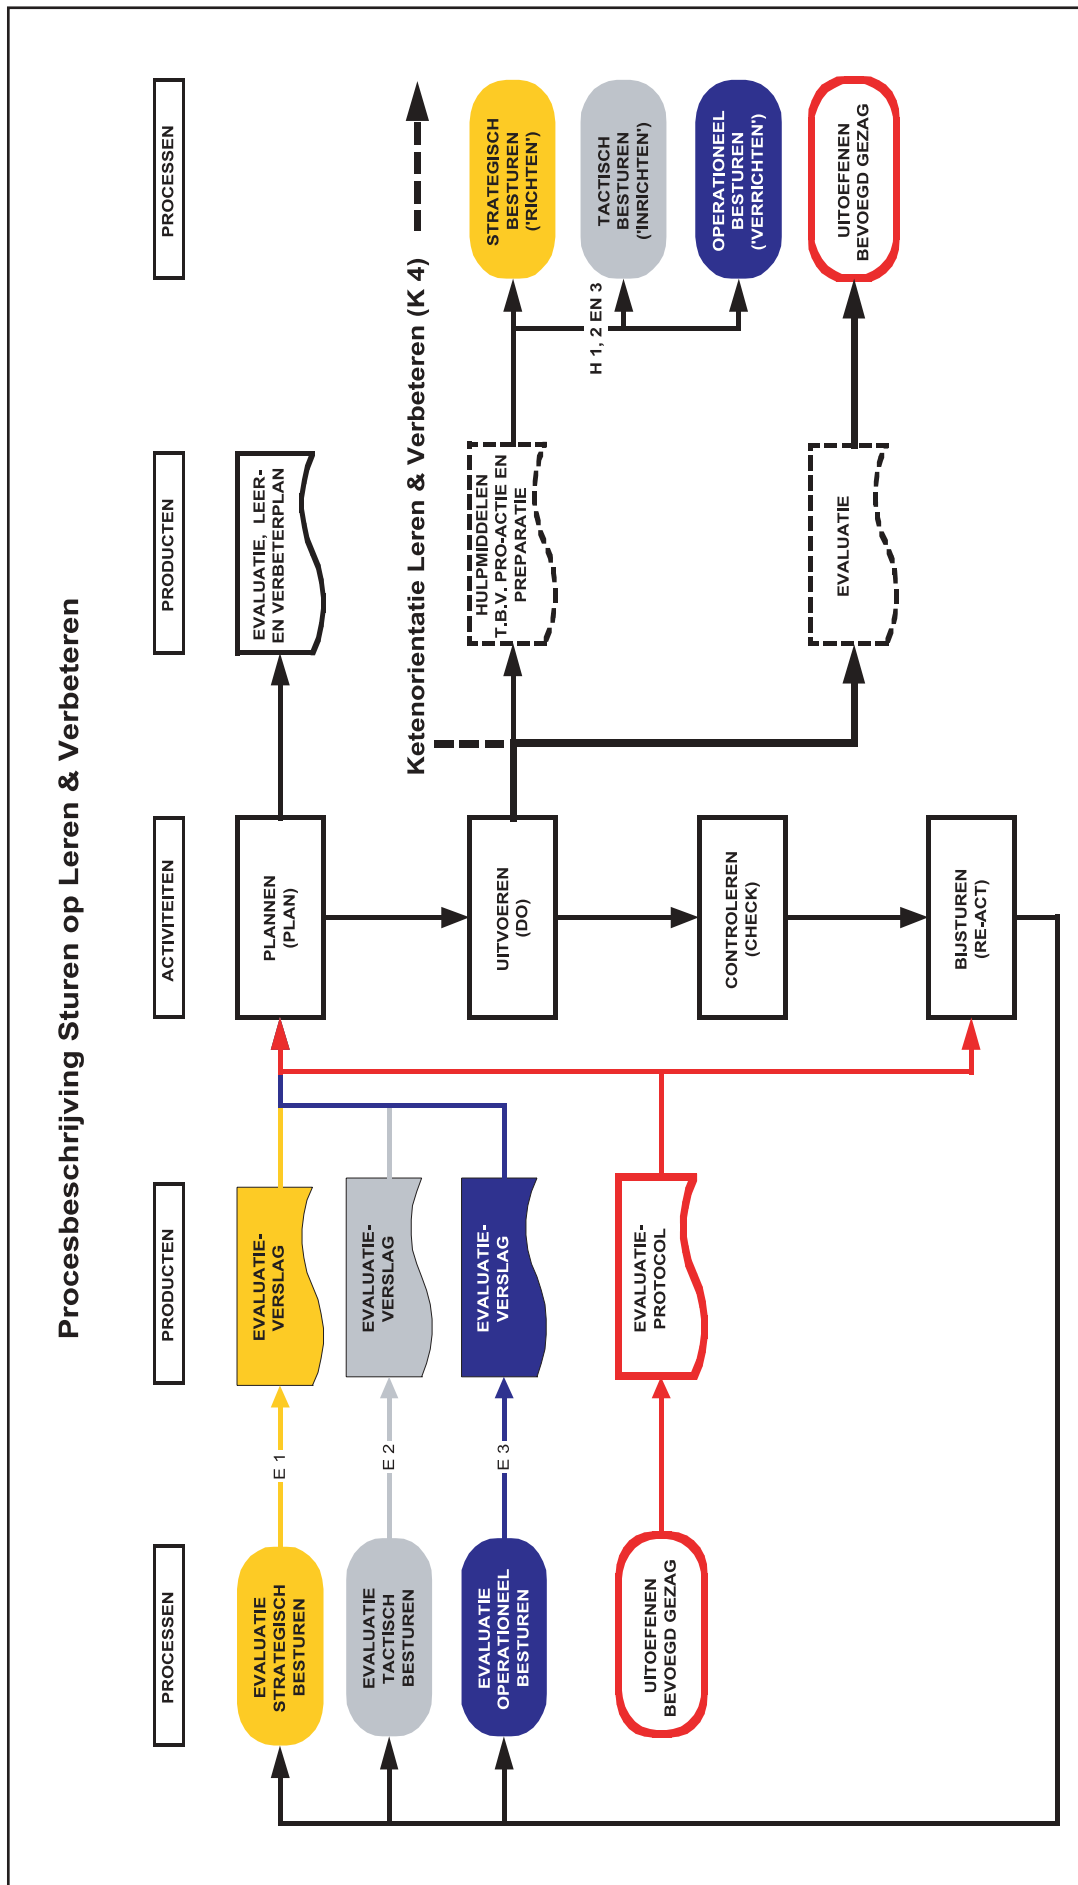 Procesbeschrijving Sturen op Leren & Verbeteren
PROCESSEN
PRODUCTEN
ACTIVITEITEN
PRODUCTEN
PROCESSEN
EVALUATIE
STRATEGISCH
BESTUREN
E 1
EVALUATIE-
VERSLAG
PLANNEN
(PLAN)
EVALUATIE, LEER-
EN VERBETERPLAN
EVALUATIE
TACTISCH
BESTUREN
E 2
EVALUATIE-
VERSLAG
Ketenorientatie Leren & Verbeteren (K 4)
EVALUATIE
OPERATIONEEL
BESTUREN
E 3
EVALUATIE-
VERSLAG
UITVOEREN
(DO)
HULPMIDDELEN
T.B.V. PRO-ACTIE EN
PREPARATIE
STRATEGISCH
BESTUREN
('RICHTEN')
H 1, 2 EN 3
TACTISCH
BESTUREN
('INRICHTEN')
UITOEFENEN
BEVOEGD GEZAG
EVALUATIE-
PROTOCOL
CONTROLEREN
(CHECK)
OPERATIONEEL
BESTUREN
('VERRICHTEN')
EVALUATIE
UITOEFENEN
BEVOEGD GEZAG
BIJSTUREN
(RE-ACT)